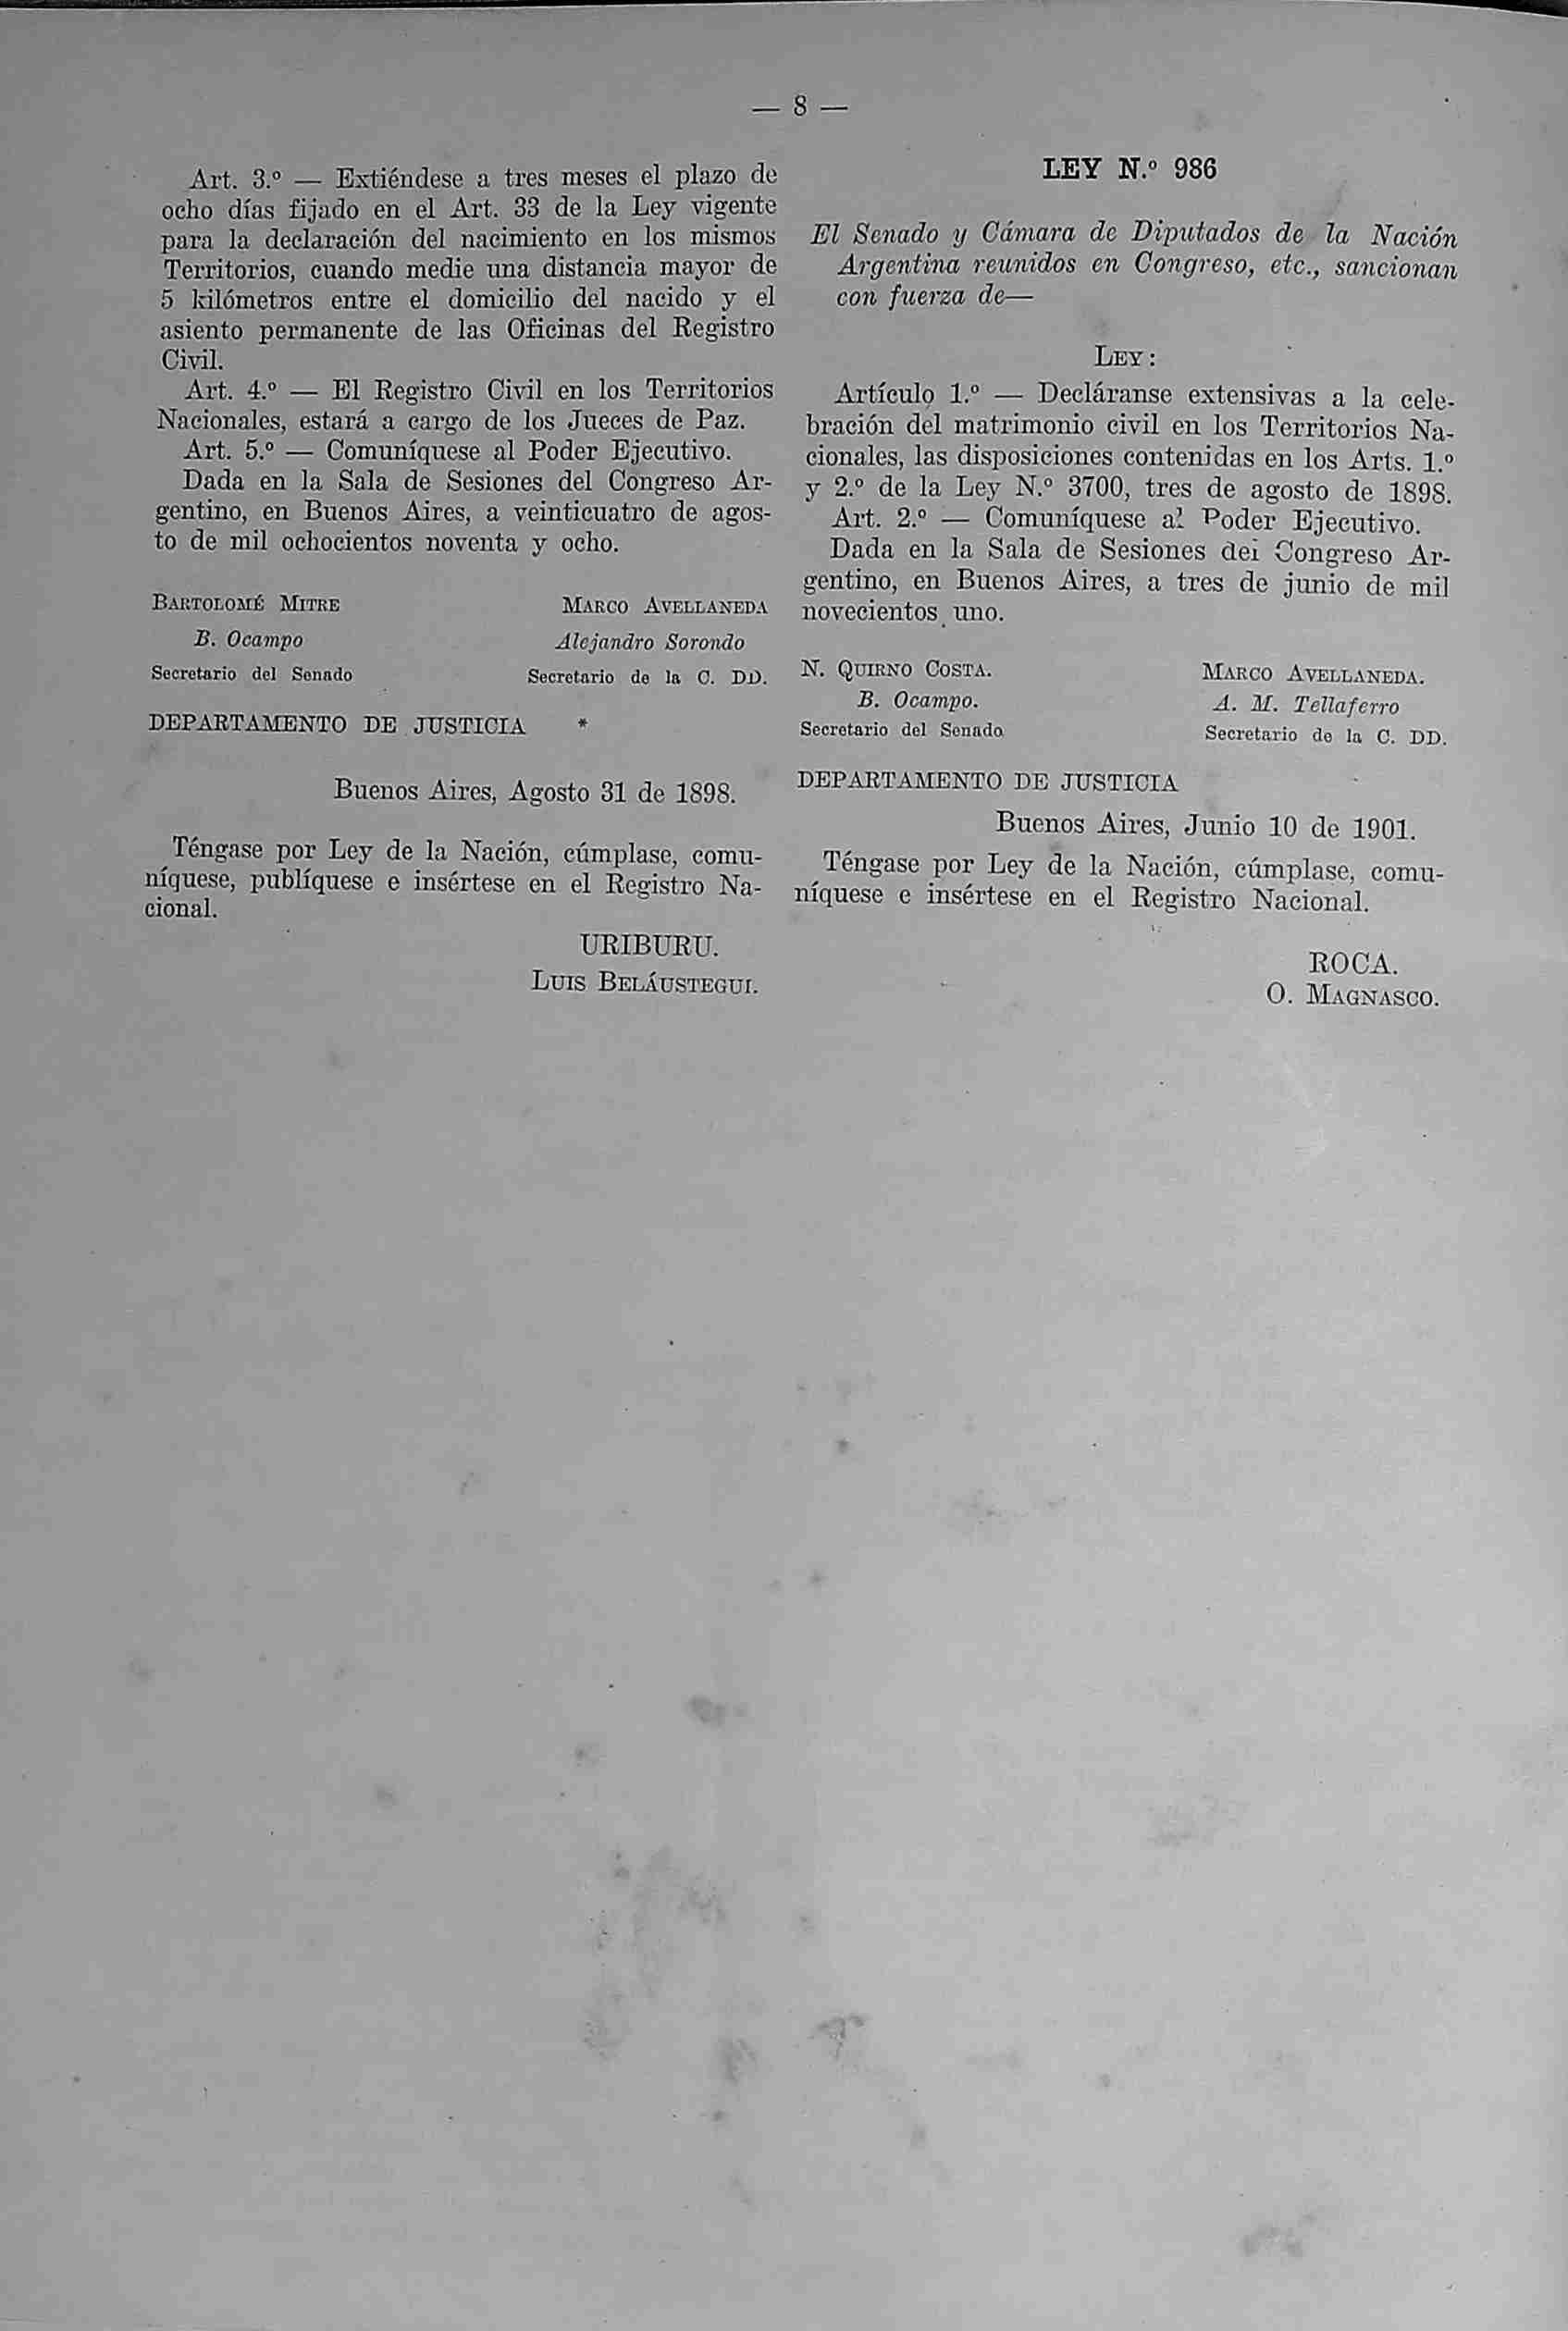 — 8 —
Art. 3.º — Extiéndese a tres meses el plazo de
ocho días fijado en el Art. 33 de la Ley vigente
para la declaración del nacimiento en los mismos
Territorios, cuando medie una distancia mayor de
5 kilómetros entre el domicilio del nacido y el
asiento permanente de las Oficinas del Registro
Civil.
Art. 4.º — El Registro Civil en los Territorios
Nacionales, estará a cargo de los Jueces de Paz.
Art. 5.º — Comuníquese al Poder Ejecutivo.
Dada en la Sala de Sesiones del Congreso Ar-
gentino, en Buenos Aires, a veinticuatro de agos-
to de mil ochocientos noventa y ocho.
BARTOLOMÉ MITRE MARCO AVELLANEDA
B. Ocampo Alejandro Sorondo
Secretario del Senado Secretario de la C. DD.
DEPARTAMENTO DE JUSTICIA *
Buenos Aires, Agosto 31 de 1898.
Téngase por Ley de la Nación, cúmplase, comu-
níquese, publíquese e insértese en el Registro Na-
cional.
URIBURU.
LUIS BELÁUSTEGUI.
LEY N.º 986
El Senado y Cámara de Diputados de la Nación
Argentina reunidos en Congreso, etc., sancionan
con fuerza de—
LEY:
Artículo 1.º — Decláranse extensivas a la cele-
bración del matrimonio civil en los Territorios Na-
cionales, las disposiciones contenidas en los Arts. 1.º
y 2.º de la Ley N.º 3700, tres de agosto de 1898.
Art. 2.º — Comuníquese al Poder Ejecutivo.
Dada en la Sala de Sesiones del Congreso Ar-
gentino, en Buenos Aires, a tres de junio de mil
novecientos uno.
N. QUIRNO COSTA. MARCO AVELLANEDA.
B. Ocampo. A. M. Tellaferro
Secretario del Senado Secretario de la C. DD.
DEPARTAMENTO DE JUSTICIA
Buenos Aires, Junio 10 de 1901.
Téngase por Ley de la Nación, cúmplase, comu-
níquese e insértese en el Registro Nacional.
ROCA.
O. MAGNASCO.